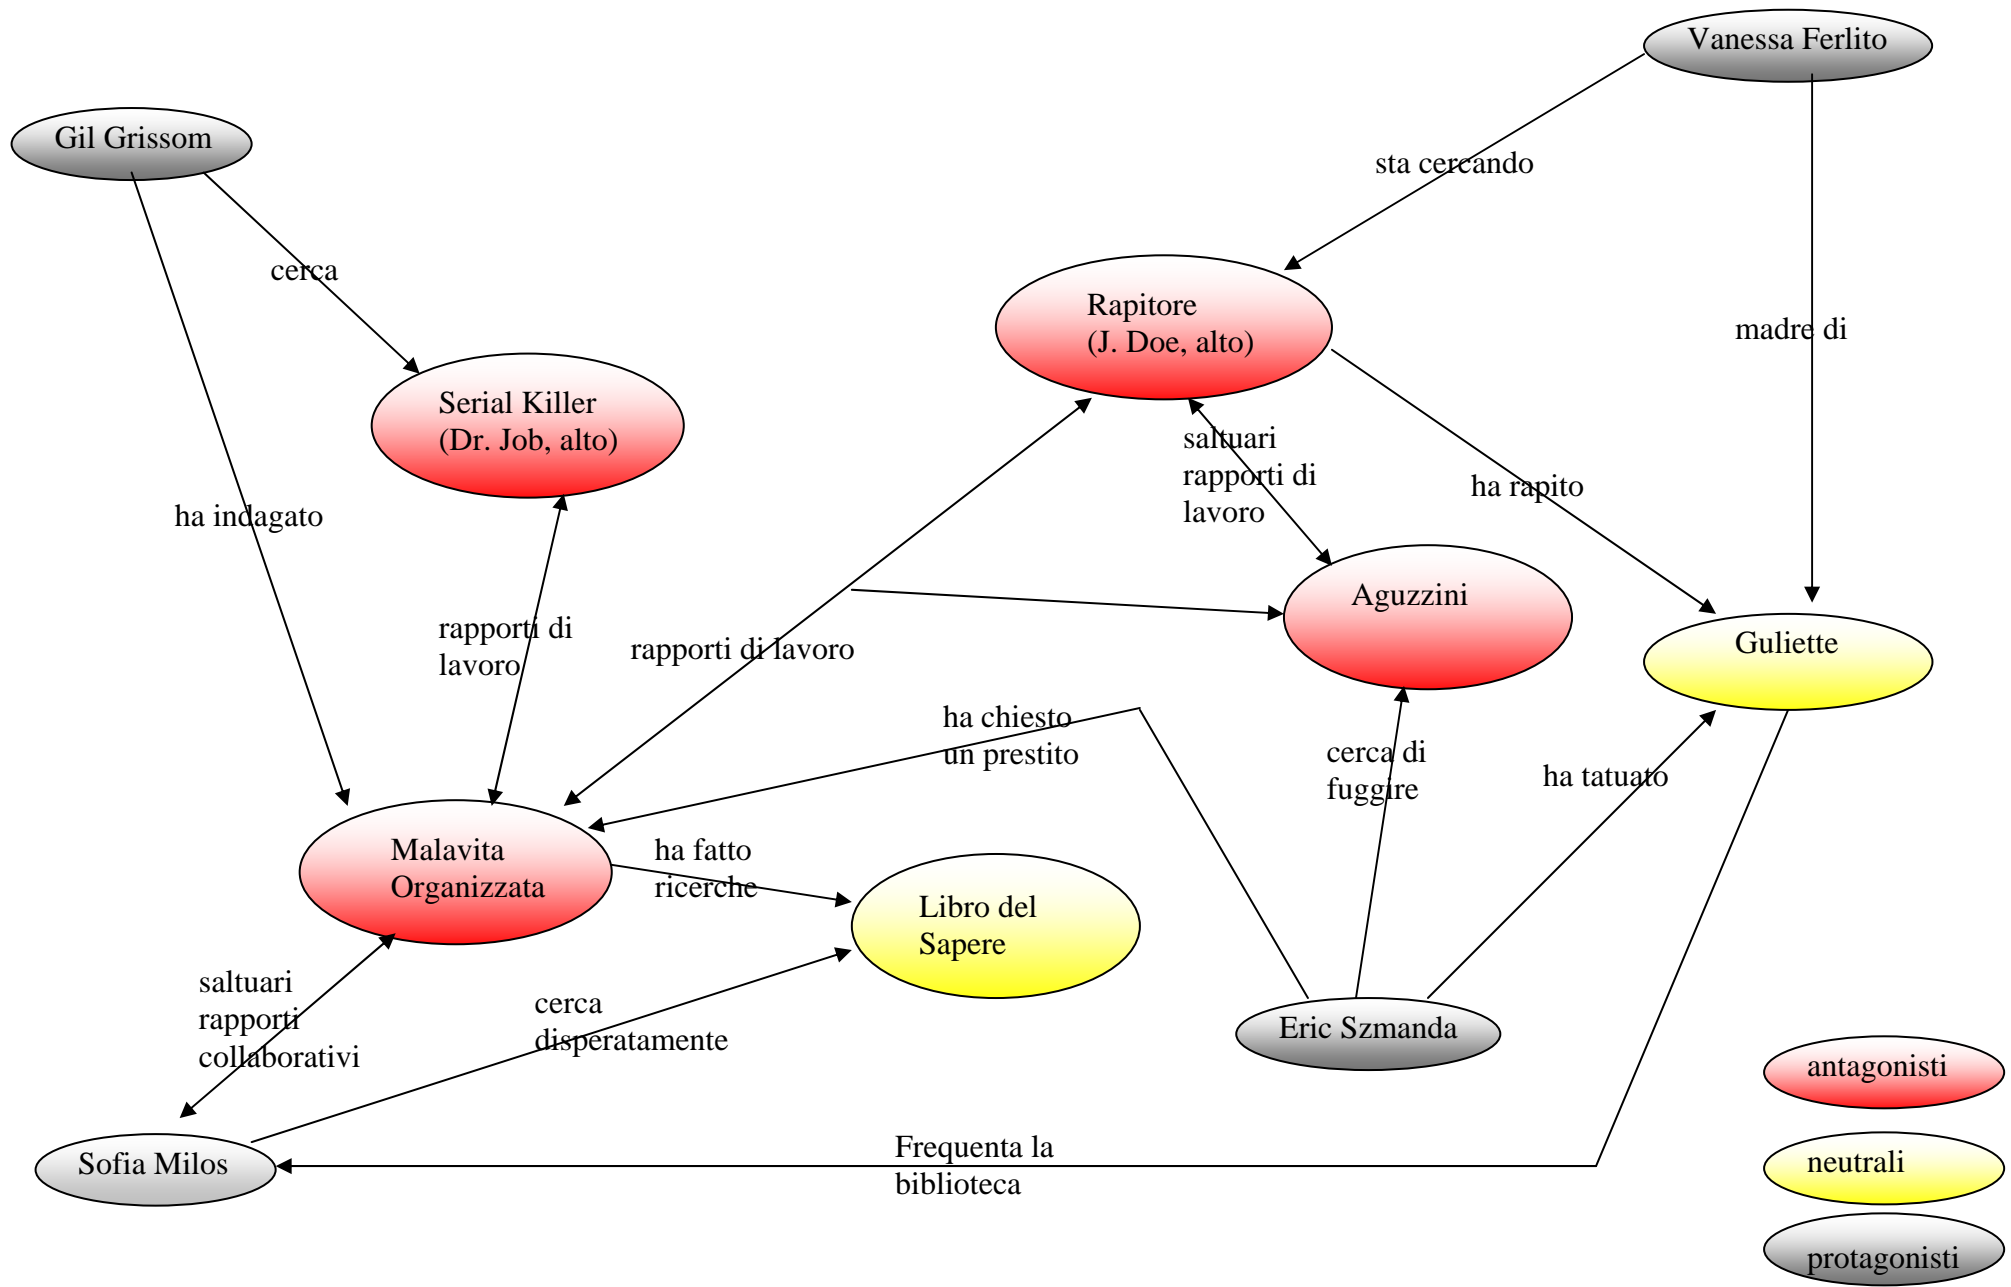 Vanessa Ferlito
Gil Grissom
sta cercando
cerca
Rapitore
(J. Doe, alto)
madre di
Serial Killer
(Dr. Job, alto)
saltuari
rapporti di
lavoro
ha rapito
ha indagato
Aguzzini
rapporti di
lavoro
rapporti di lavoro
Guliette
ha chiesto
un prestito
cerca di
fuggire
ha tatuato
Malavita
Organizzata
ha fatto
ricerche
Libro del
Sapere
saltuari
rapporti
collaborativi
cerca
disperatamente
Eric Szmanda
antagonisti
Frequenta la
biblioteca
Sofia Milos
neutrali
protagonisti